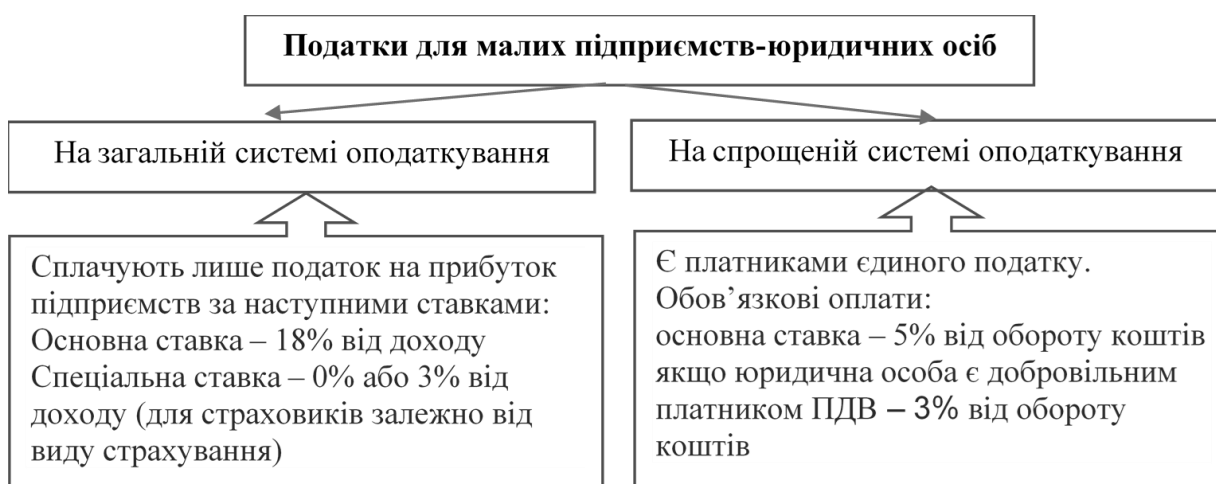 Податки для малих підприємств-юридичних осіб
На загальній системі оподаткування
На спрощеній системі оподаткування
Сплачують лише податок на прибуток
підприємств за наступними ставками:
Основна ставка – 18% від доходу
Спеціальна ставка – 0% або 3% від
доходу (для страховиків залежно від
виду страхування)
Є платниками єдиного податку.
Обов’язкові оплати:
основна ставка – 5% від обороту коштів
якщо юридична особа є добровільним
платником ПДВ – 3% від обороту
коштів